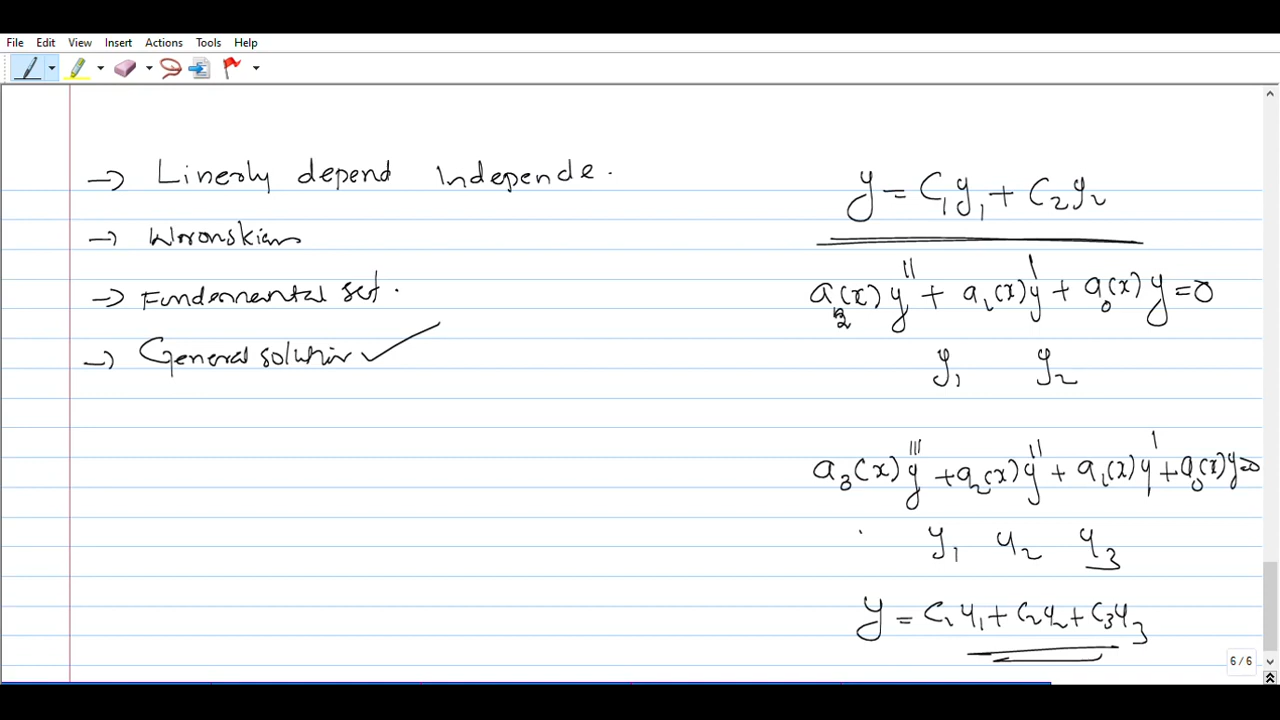 File Edit View Insert Actions Tools Help
→ Linerly depend Independe.
→ Wronskian
→ Fundamental set.
→ General solution ✓
y = C₁y₁ + C₂y₂
a₂(x)y'' + a₁(x)y' + a₀(x)y = 0
y₁ y₂
a₃(x)y''' + a₂(x)y'' + a₁(x)y' + a₀(x)y=0
y₁ y₂ y₃
y = C₁y₁ + C₂y₂ + C₃y₃
6 / 6